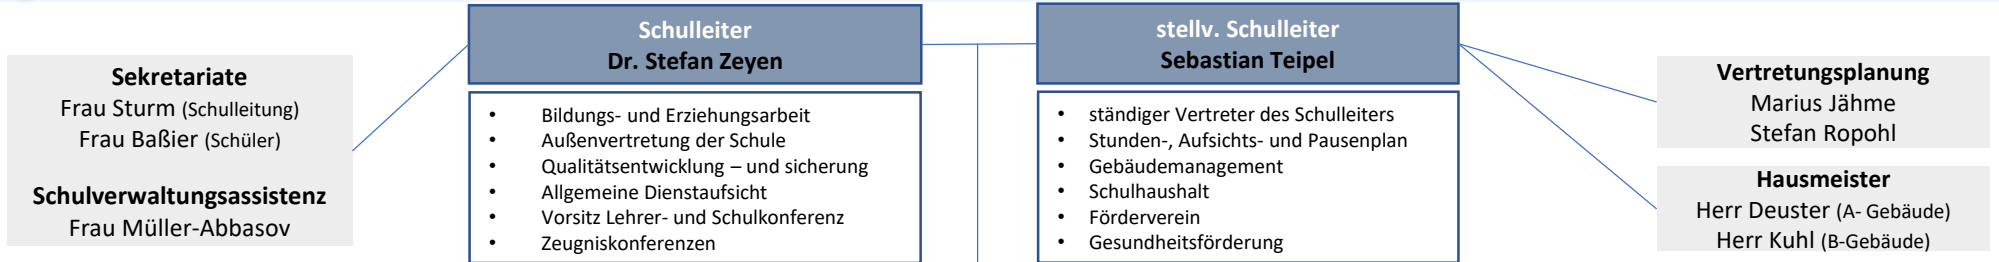 Sekretariate
Frau Sturm (Schulleitung)
Frau Baßier (Schüler)
Schulverwaltungsassistenz
Frau Müller-Abbasov
Schulleiter
Dr. Stefan Zeyen
• Bildungs- und Erziehungsarbeit
• Außenvertretung der Schule
• Qualitätsentwicklung – und sicherung
• Allgemeine Dienstaufsicht
• Vorsitz Lehrer- und Schulkonferenz
• Zeugniskonferenzen
stellv. Schulleiter
Sebastian Teipel
• ständiger Vertreter des Schulleiters
• Stunden-, Aufsichts- und Pausenplan
• Gebäudemanagement
• Schulhaushalt
• Förderverein
• Gesundheitsförderung
Vertretungsplanung
Marius Jähme
Stefan Ropohl
Hausmeister
Herr Deuster (A- Gebäude)
Herr Kuhl (B-Gebäude)